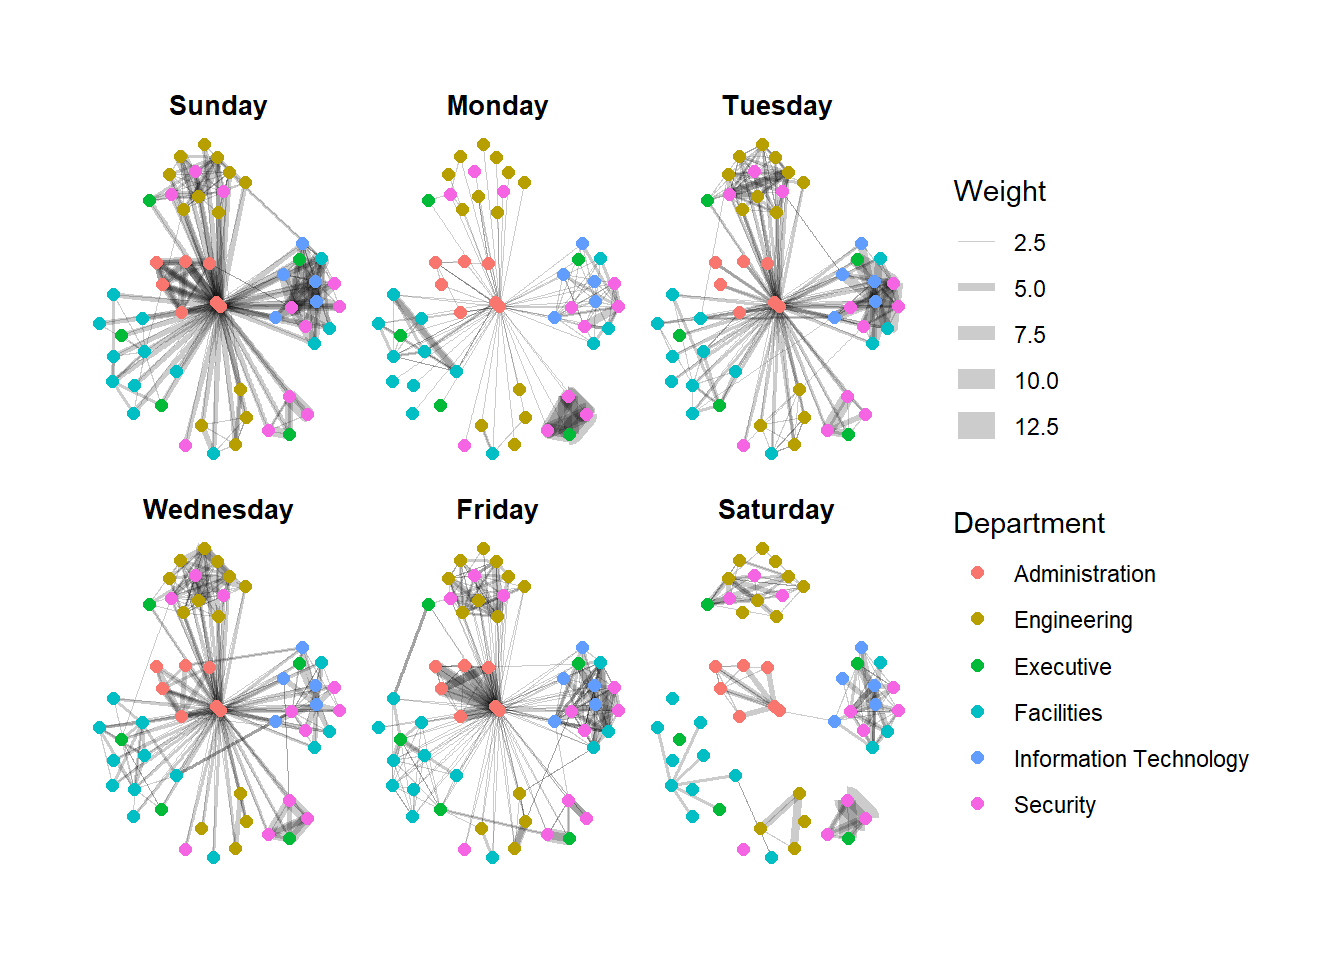 Sunday
Monday
Tuesday
Wednesday
Friday
Saturday
Weight
2.5
5.0
7.5
10.0
12.5
Department
Administration
Engineering
Executive
Facilities
Information Technology
Security